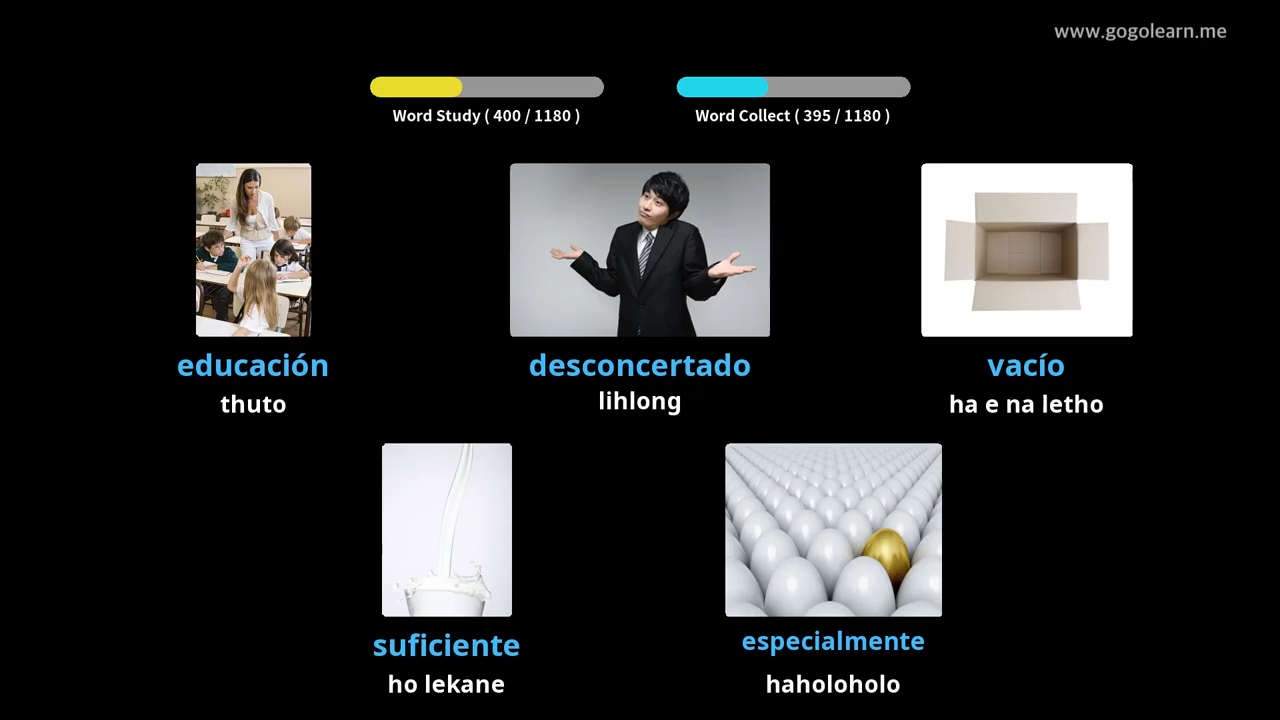 www.gogolearn.me
Word Study ( 400 / 1180 )
Word Collect ( 395 / 1180 )
educación
thuto
desconcertado
lihlong
vacío
ha e na letho
suficiente
ho lekane
especialmente
haholoholo